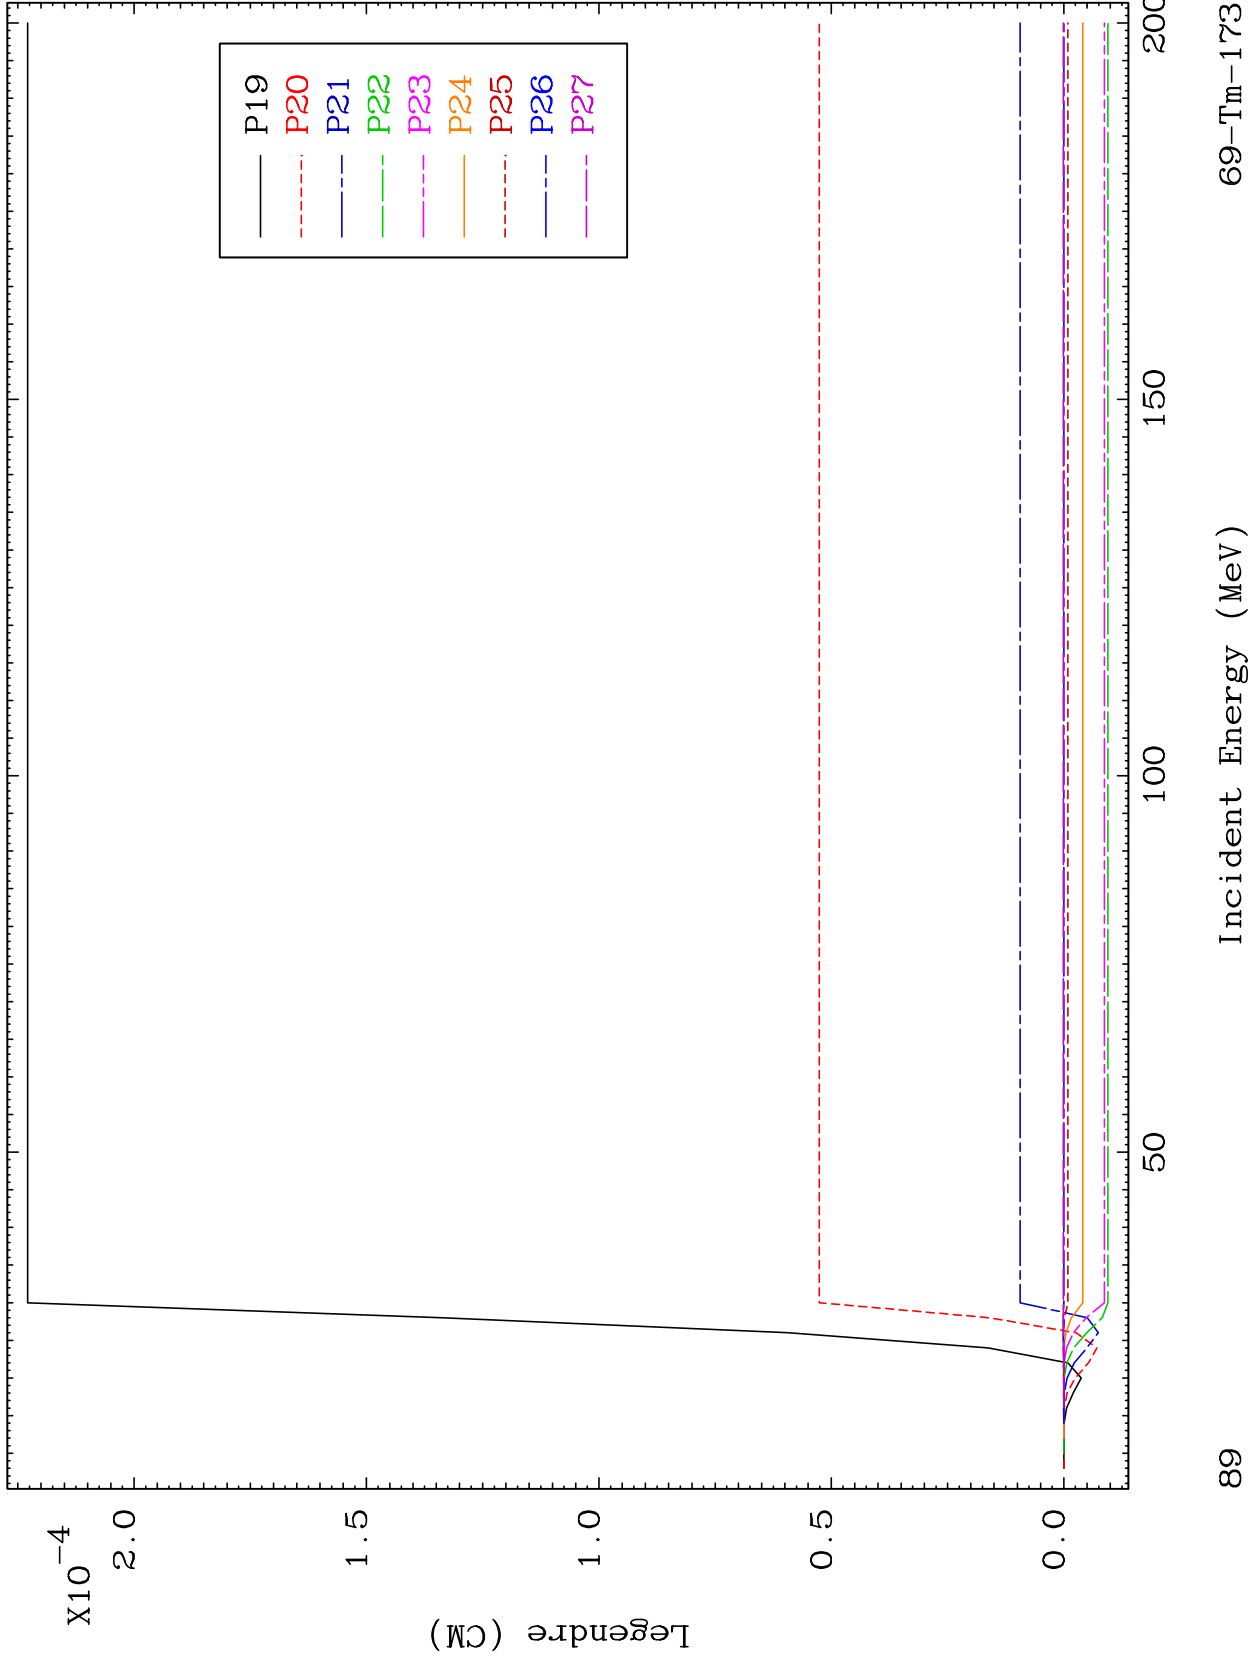 X10⁻⁴
2.0
1.5
1.0
0.5
0.0
Legendre (CM)
P19
P20
P21
P22
P23
P24
P25
P26
P27
50
100
150
200
Incident Energy (MeV)
89
69-Tm-173